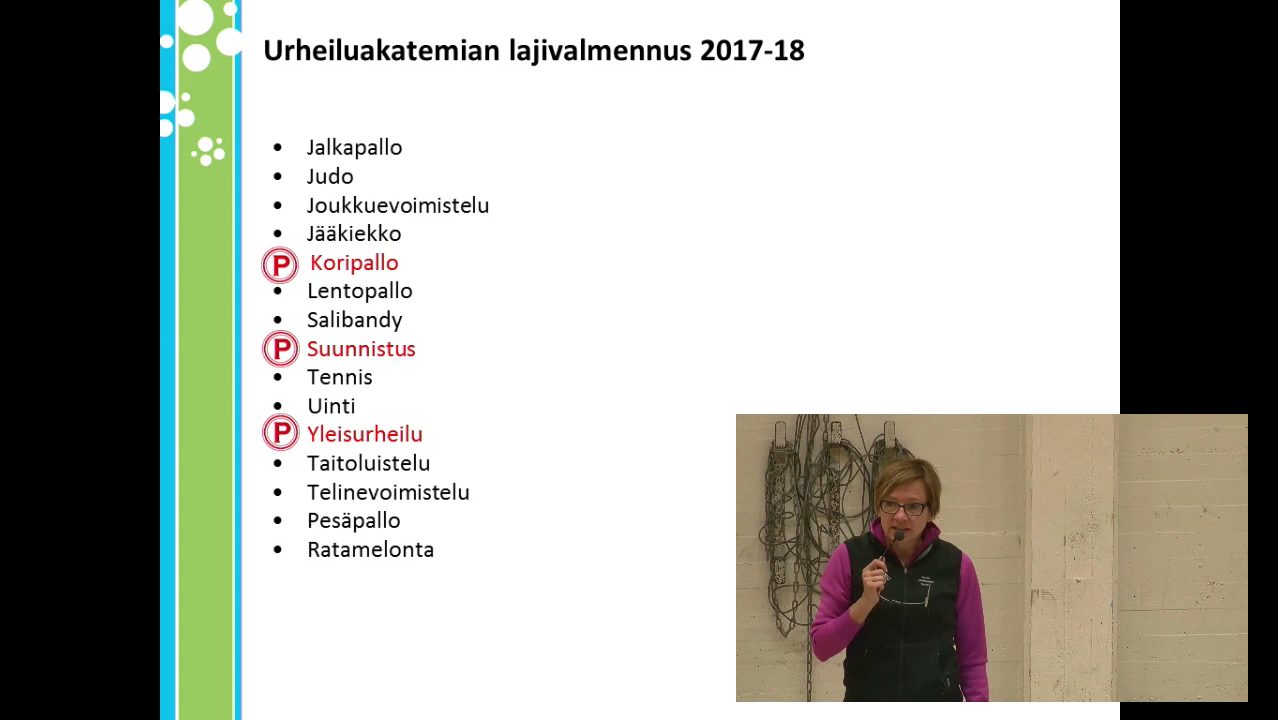 Urheiluakatemian lajivalmennus 2017-18
• Jalkapallo
• Judo
• Joukkuevoimistelu
• Jääkiekko
P Koripallo
• Lentopallo
• Salibandy
P Suunnistus
• Tennis
• Uinti
P Yleisurheilu
• Taitoluistelu
• Telinevoimistelu
• Pesäpallo
• Ratamelonta